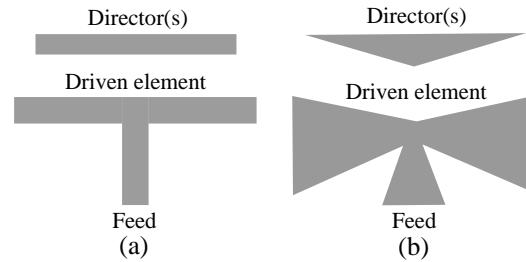 Director(s)
Driven element
Feed
(a)
Director(s)
Driven element
Feed
(b)